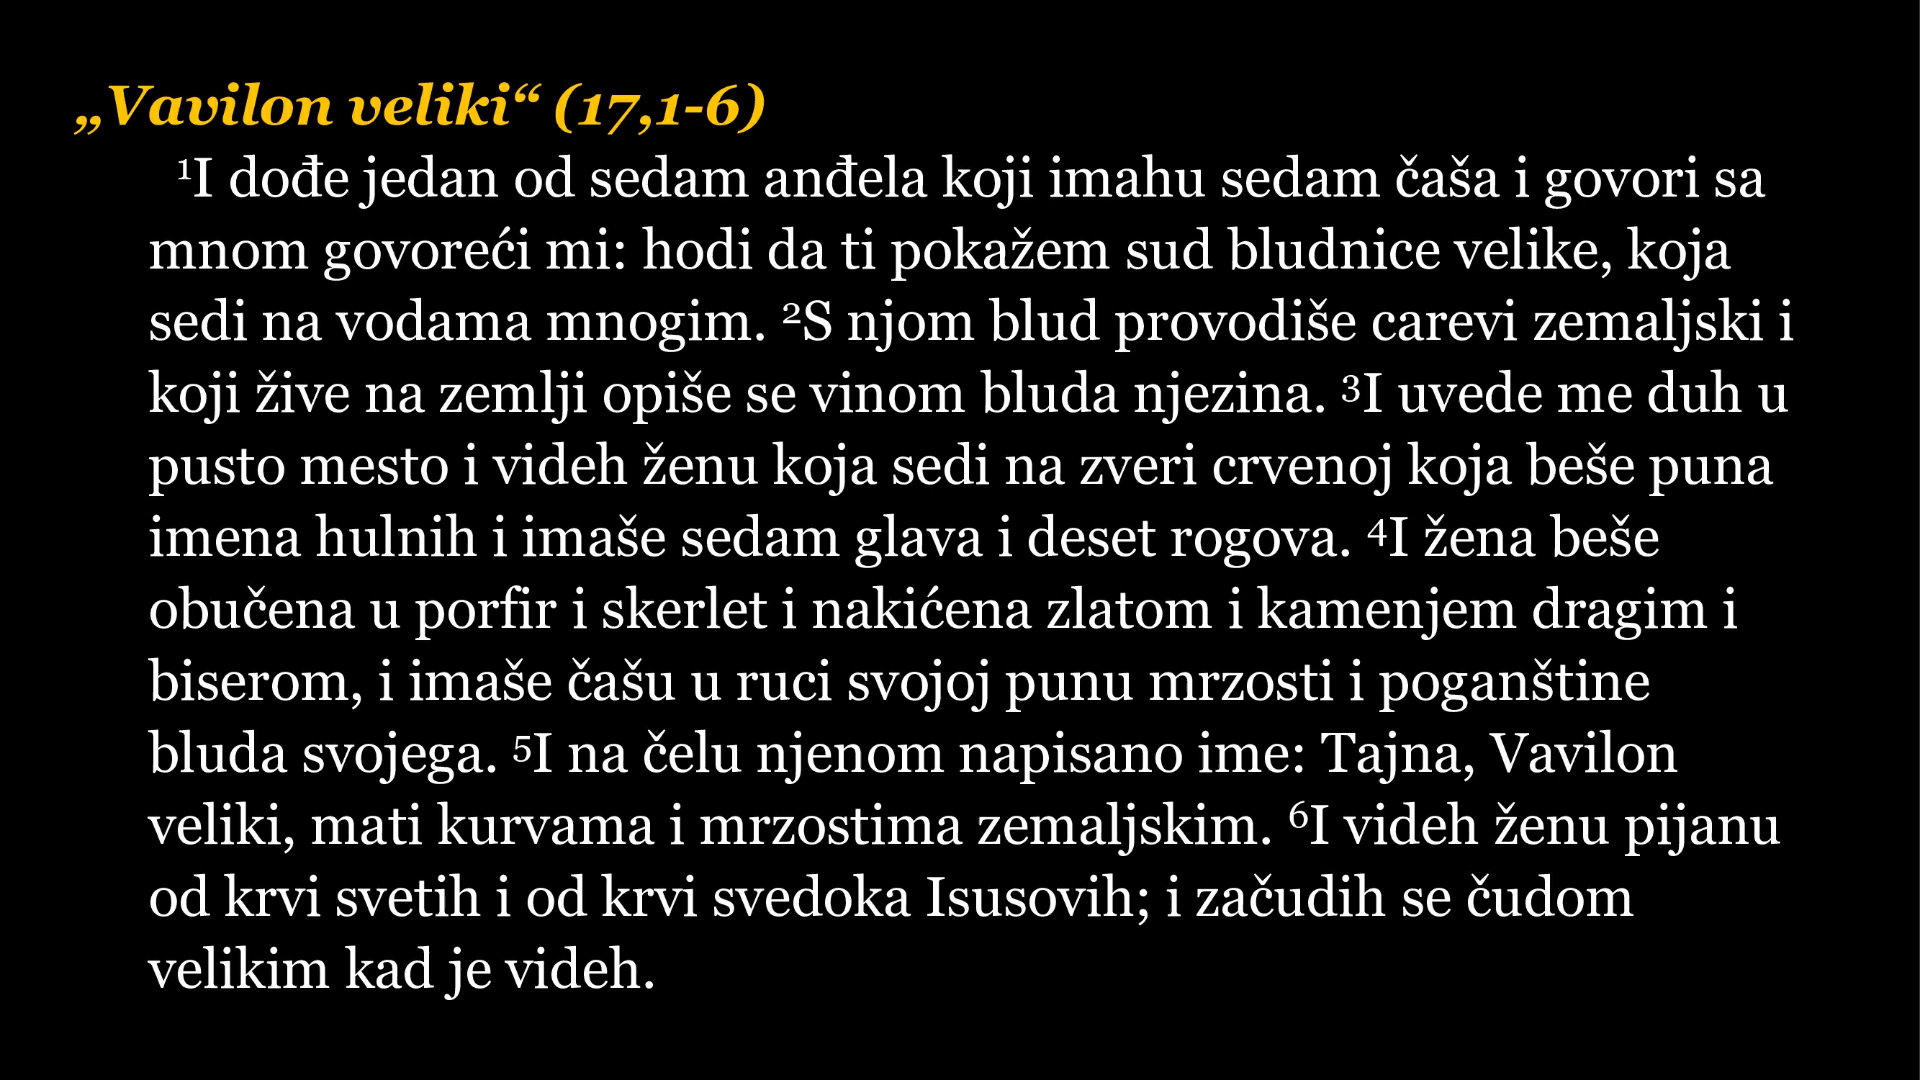 „Vavilon veliki“ (17,1-6)
¹I dođe jedan od sedam anđela koji imahu sedam čaša i govori sa
mnom govoreći mi: hodi da ti pokažem sud bludnice velike, koja
sedi na vodama mnogim. ²S njom blud provodiše carevi zemaljski i
koji žive na zemlji opiše se vinom bluda njezina. ³I uvede me duh u
pusto mesto i videh ženu koja sedi na zveri crvenoj koja beše puna
imena hulnih i imaše sedam glava i deset rogova. ⁴I žena beše
obučena u porfir i skerlet i nakićena zlatom i kamenjem dragim i
biserom, i imaše čašu u ruci svojoj punu mrzosti i poganštine
bluda svojega. ⁵I na čelu njenom napisano ime: Tajna, Vavilon
veliki, mati kurvama i mrzostima zemaljskim. ⁶I videh ženu pijanu
od krvi svetih i od krvi svedoka Isusovih; i začudih se čudom
velikim kad je videh.